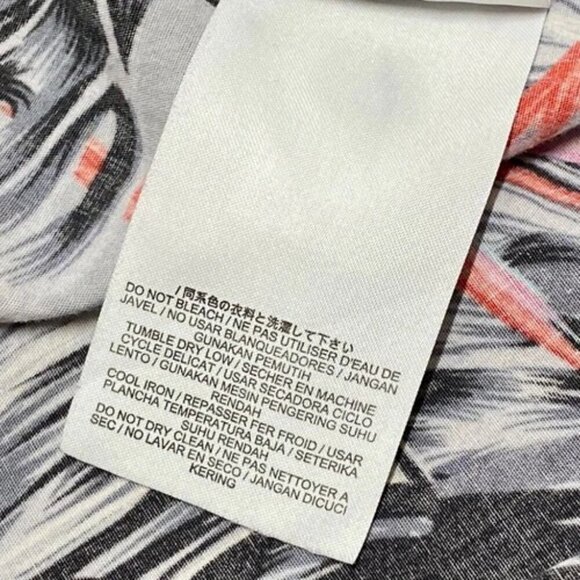 / 同系色の衣料と洗濯して下さい
DO NOT BLEACH / NE PAS UTILISER D'EAU DE
JAVEL / NO USAR BLANQUEADORES / JANGAN
GUNAKAN PEMUTIH
TUMBLE DRY LOW / SECHER EN MACHINE
CYCLE DELICAT / USAR SECADORA CICLO
LENTO / GUNAKAN MESIN PENGERING SUHU
RENDAH
COOL IRON / REPASSER FER FROID / USAR
PLANCHA TEMPERATURA BAJA / SETERIKA
SUHU RENDAH
DO NOT DRY CLEAN / NE PAS NETTOYER A
SEC / NO LAVAR EN SECO / JANGAN DICUCI
KERING